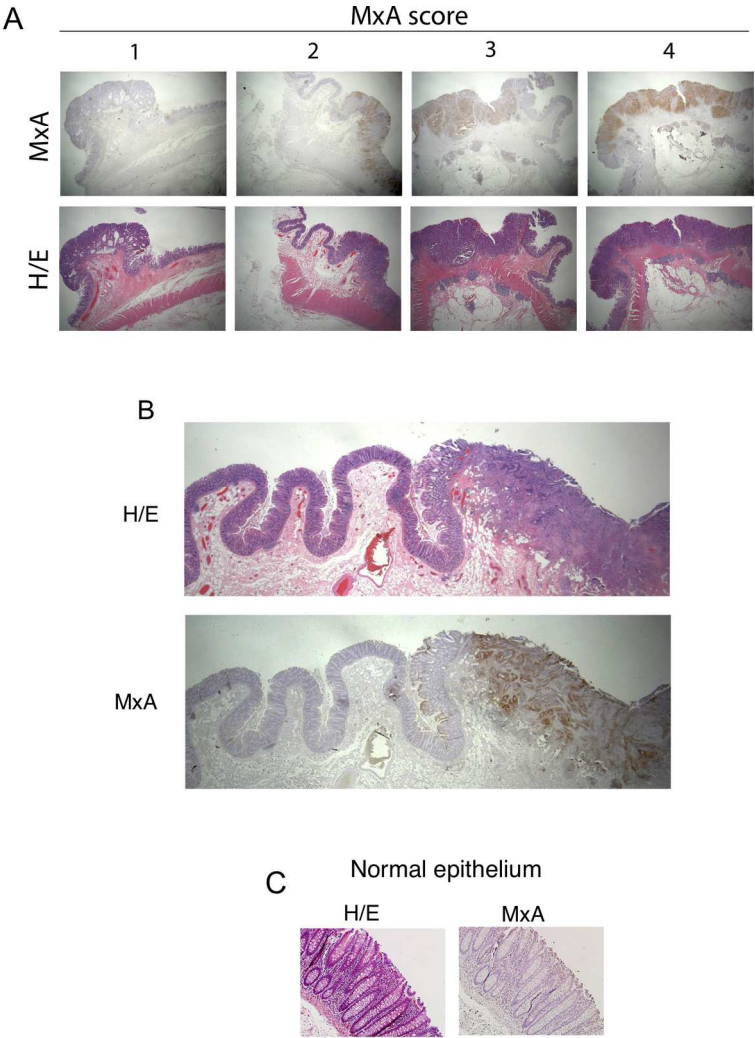 A
MxA score
1 2 3 4
MxA
H/E
B
H/E
MxA
Normal epithelium
C
H/E MxA